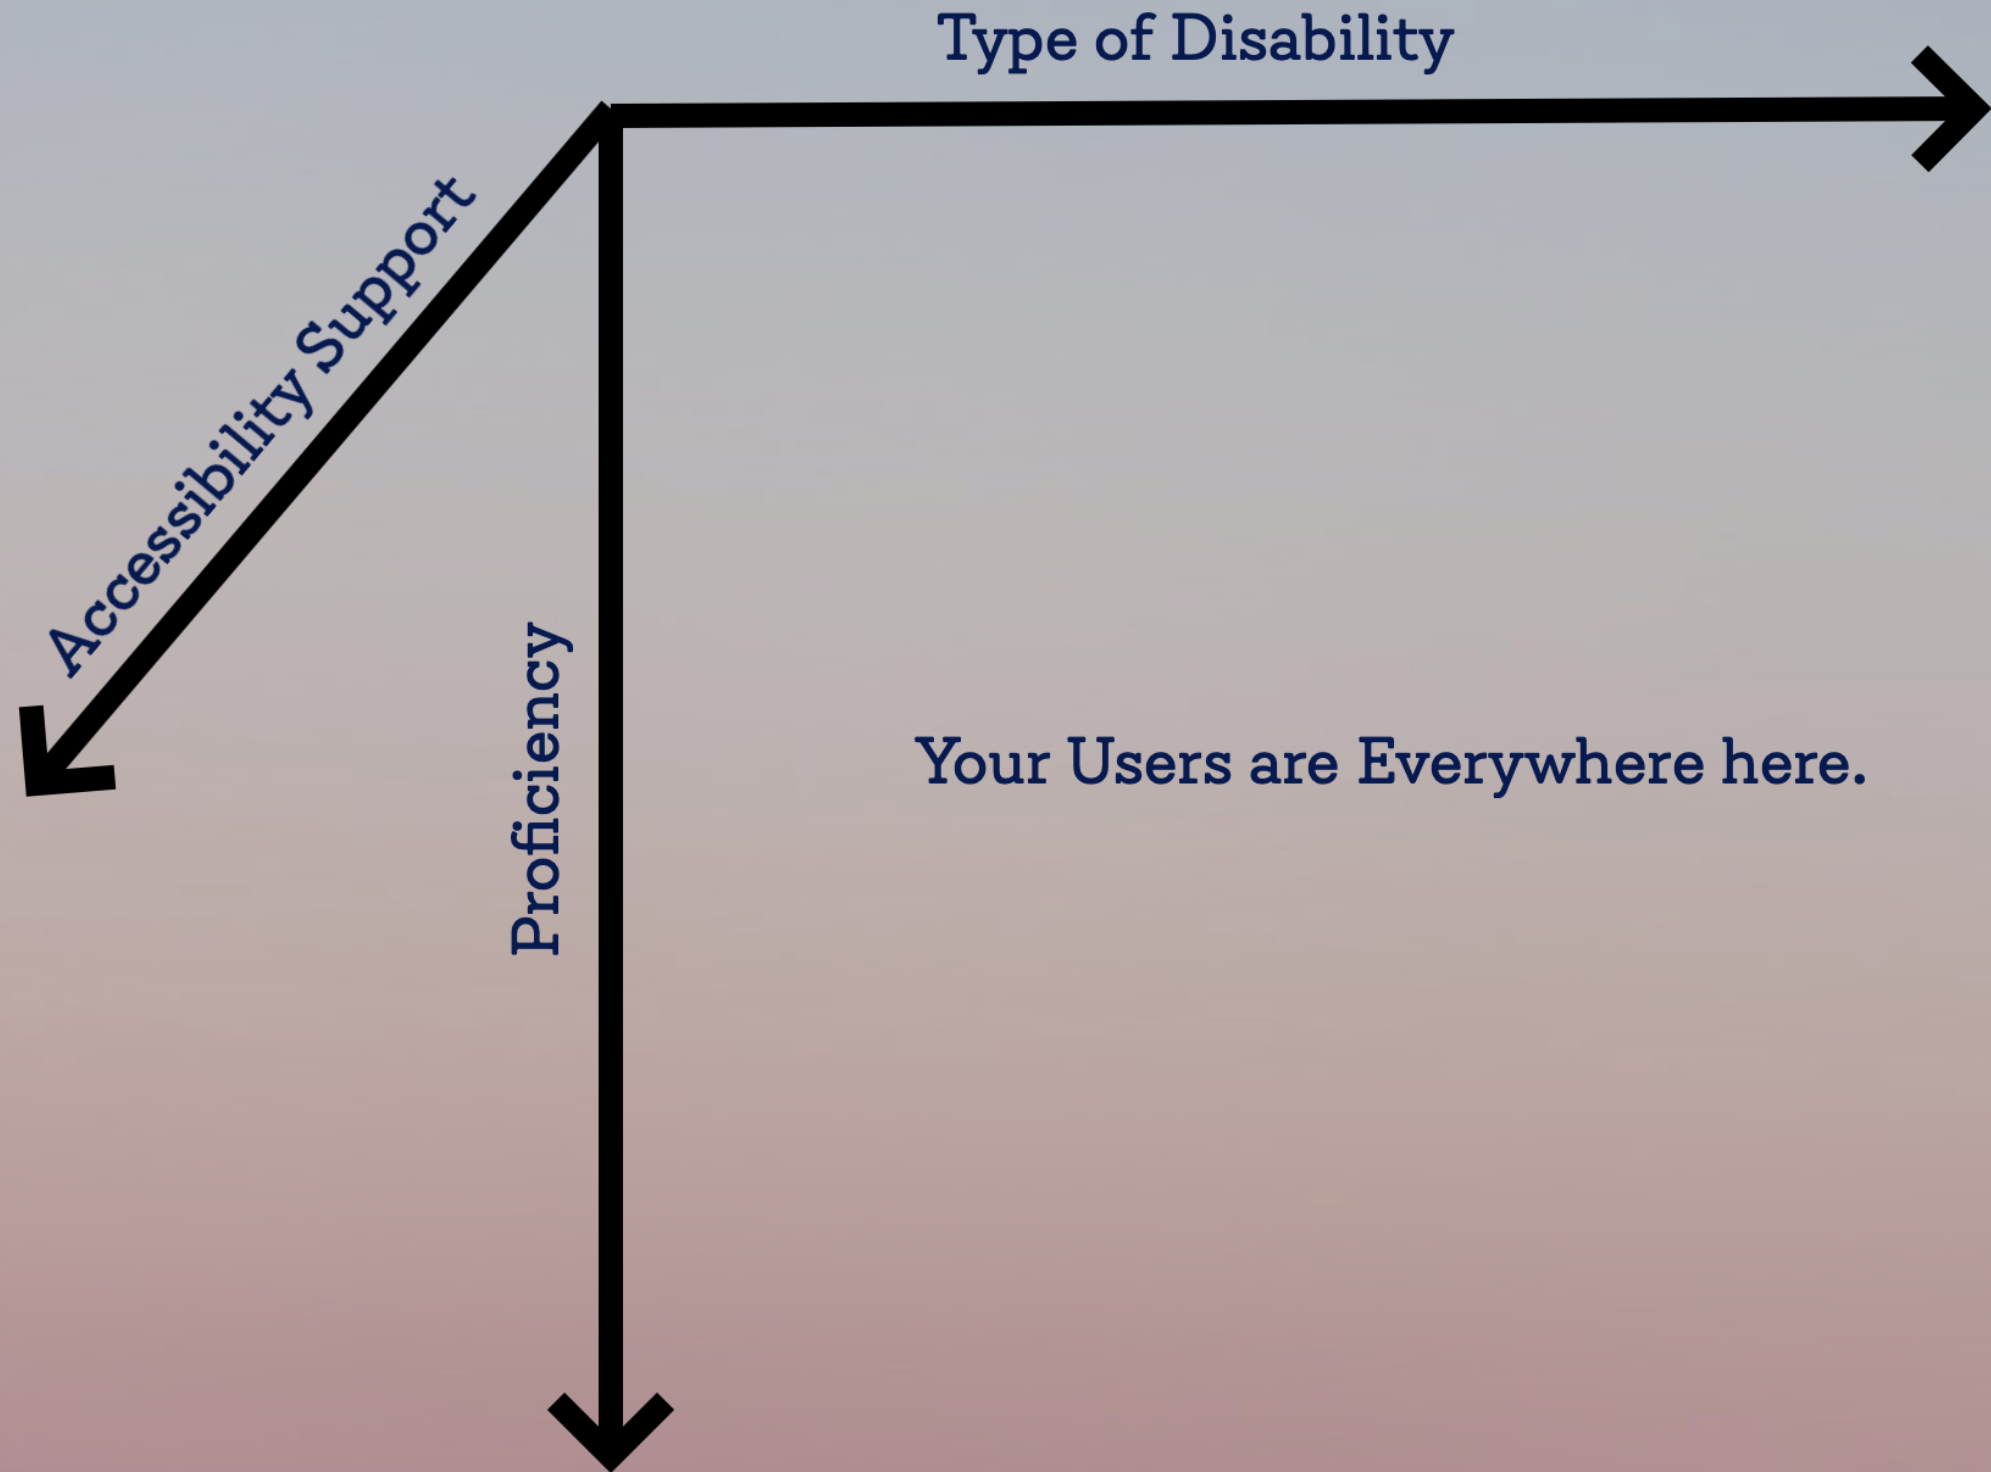 Type of Disability
Accessibility Support
Proficiency
Your Users are Everywhere here.